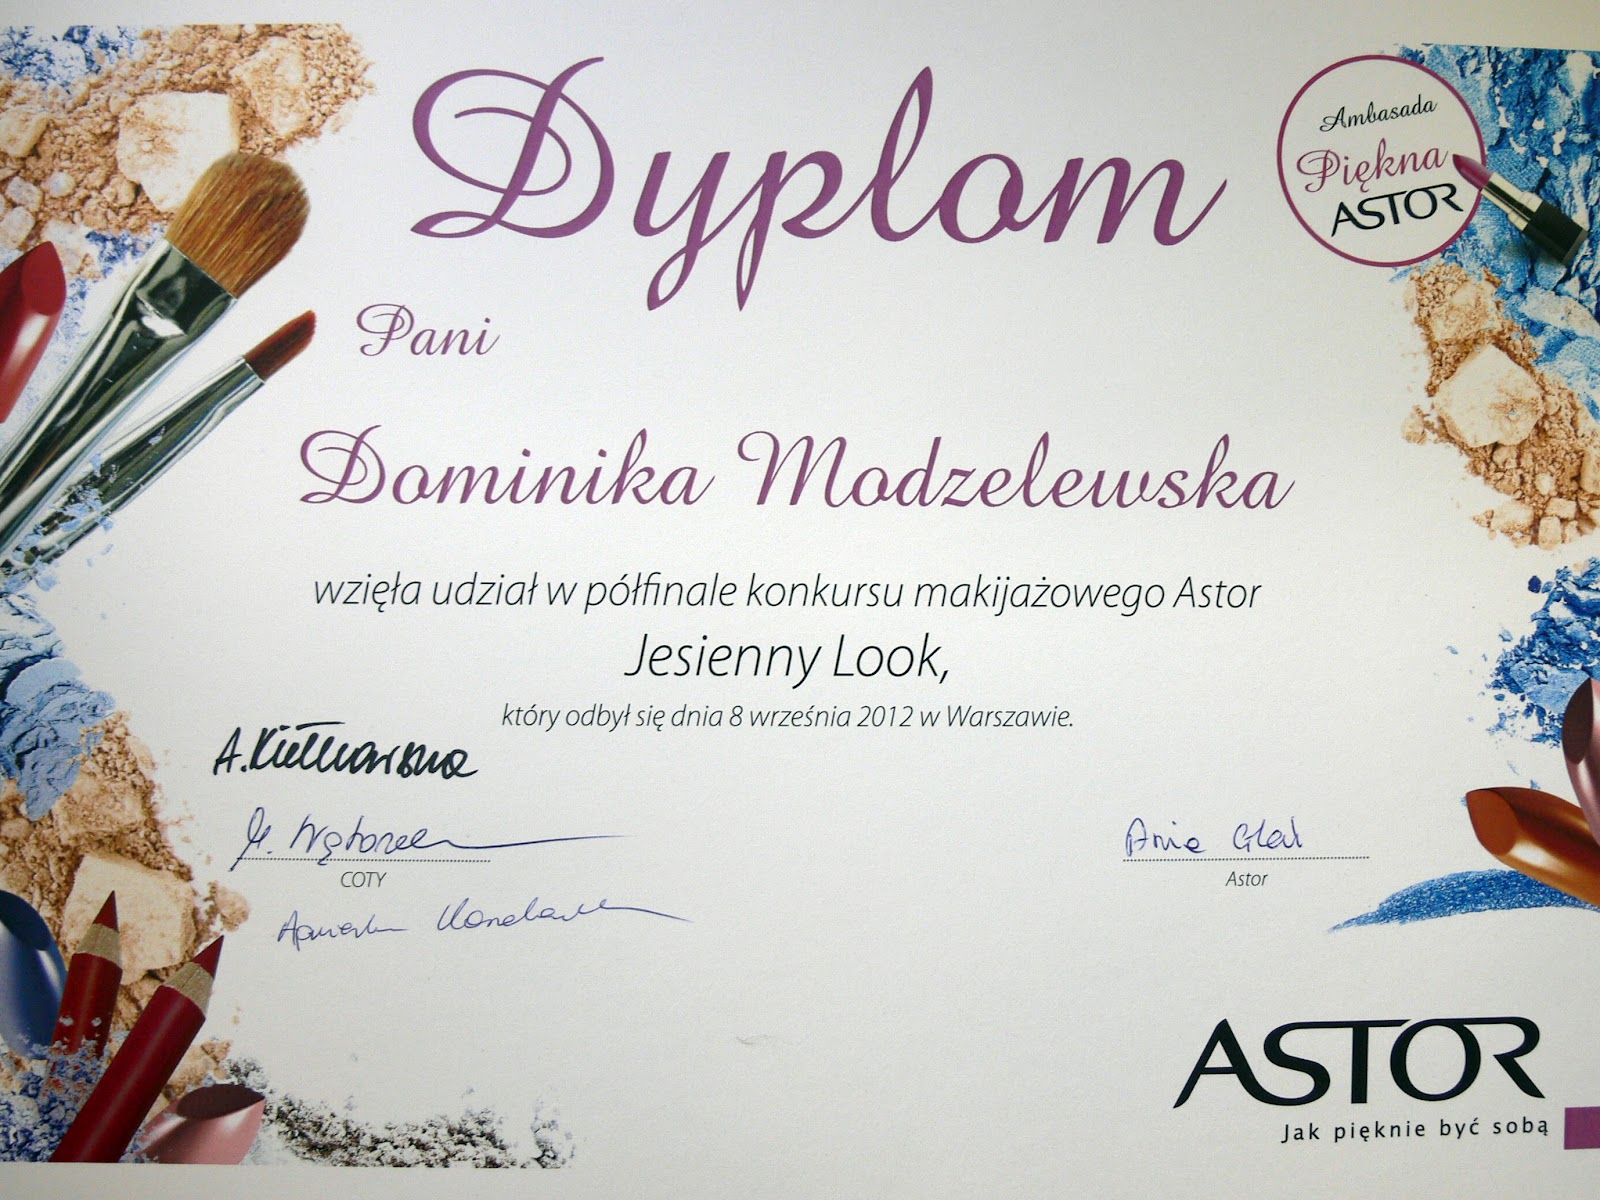 Dyplom
Ambasada
Piękna
ASTOR
Pani
Dominika Modzelewska
wzięła udział w półfinale konkursu makijażowego Astor
Jesienny Look,
który odbył się dnia 8 września 2012 w Warszawie.
COTY
Ania
Astor
ASTOR
Jak pięknie być sobą